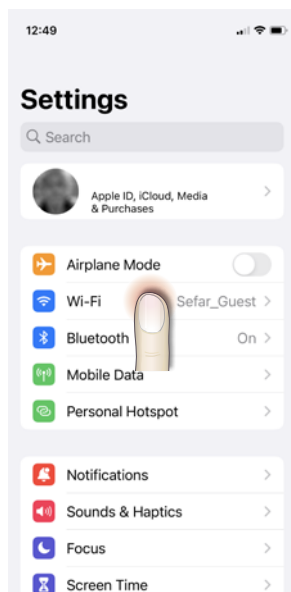 12:49
Settings
Search
Apple ID, iCloud, Media
& Purchases
Airplane Mode
Wi-Fi Sefar_Guest
Bluetooth On
Mobile Data
Personal Hotspot
Notifications
Sounds & Haptics
Focus
Screen Time